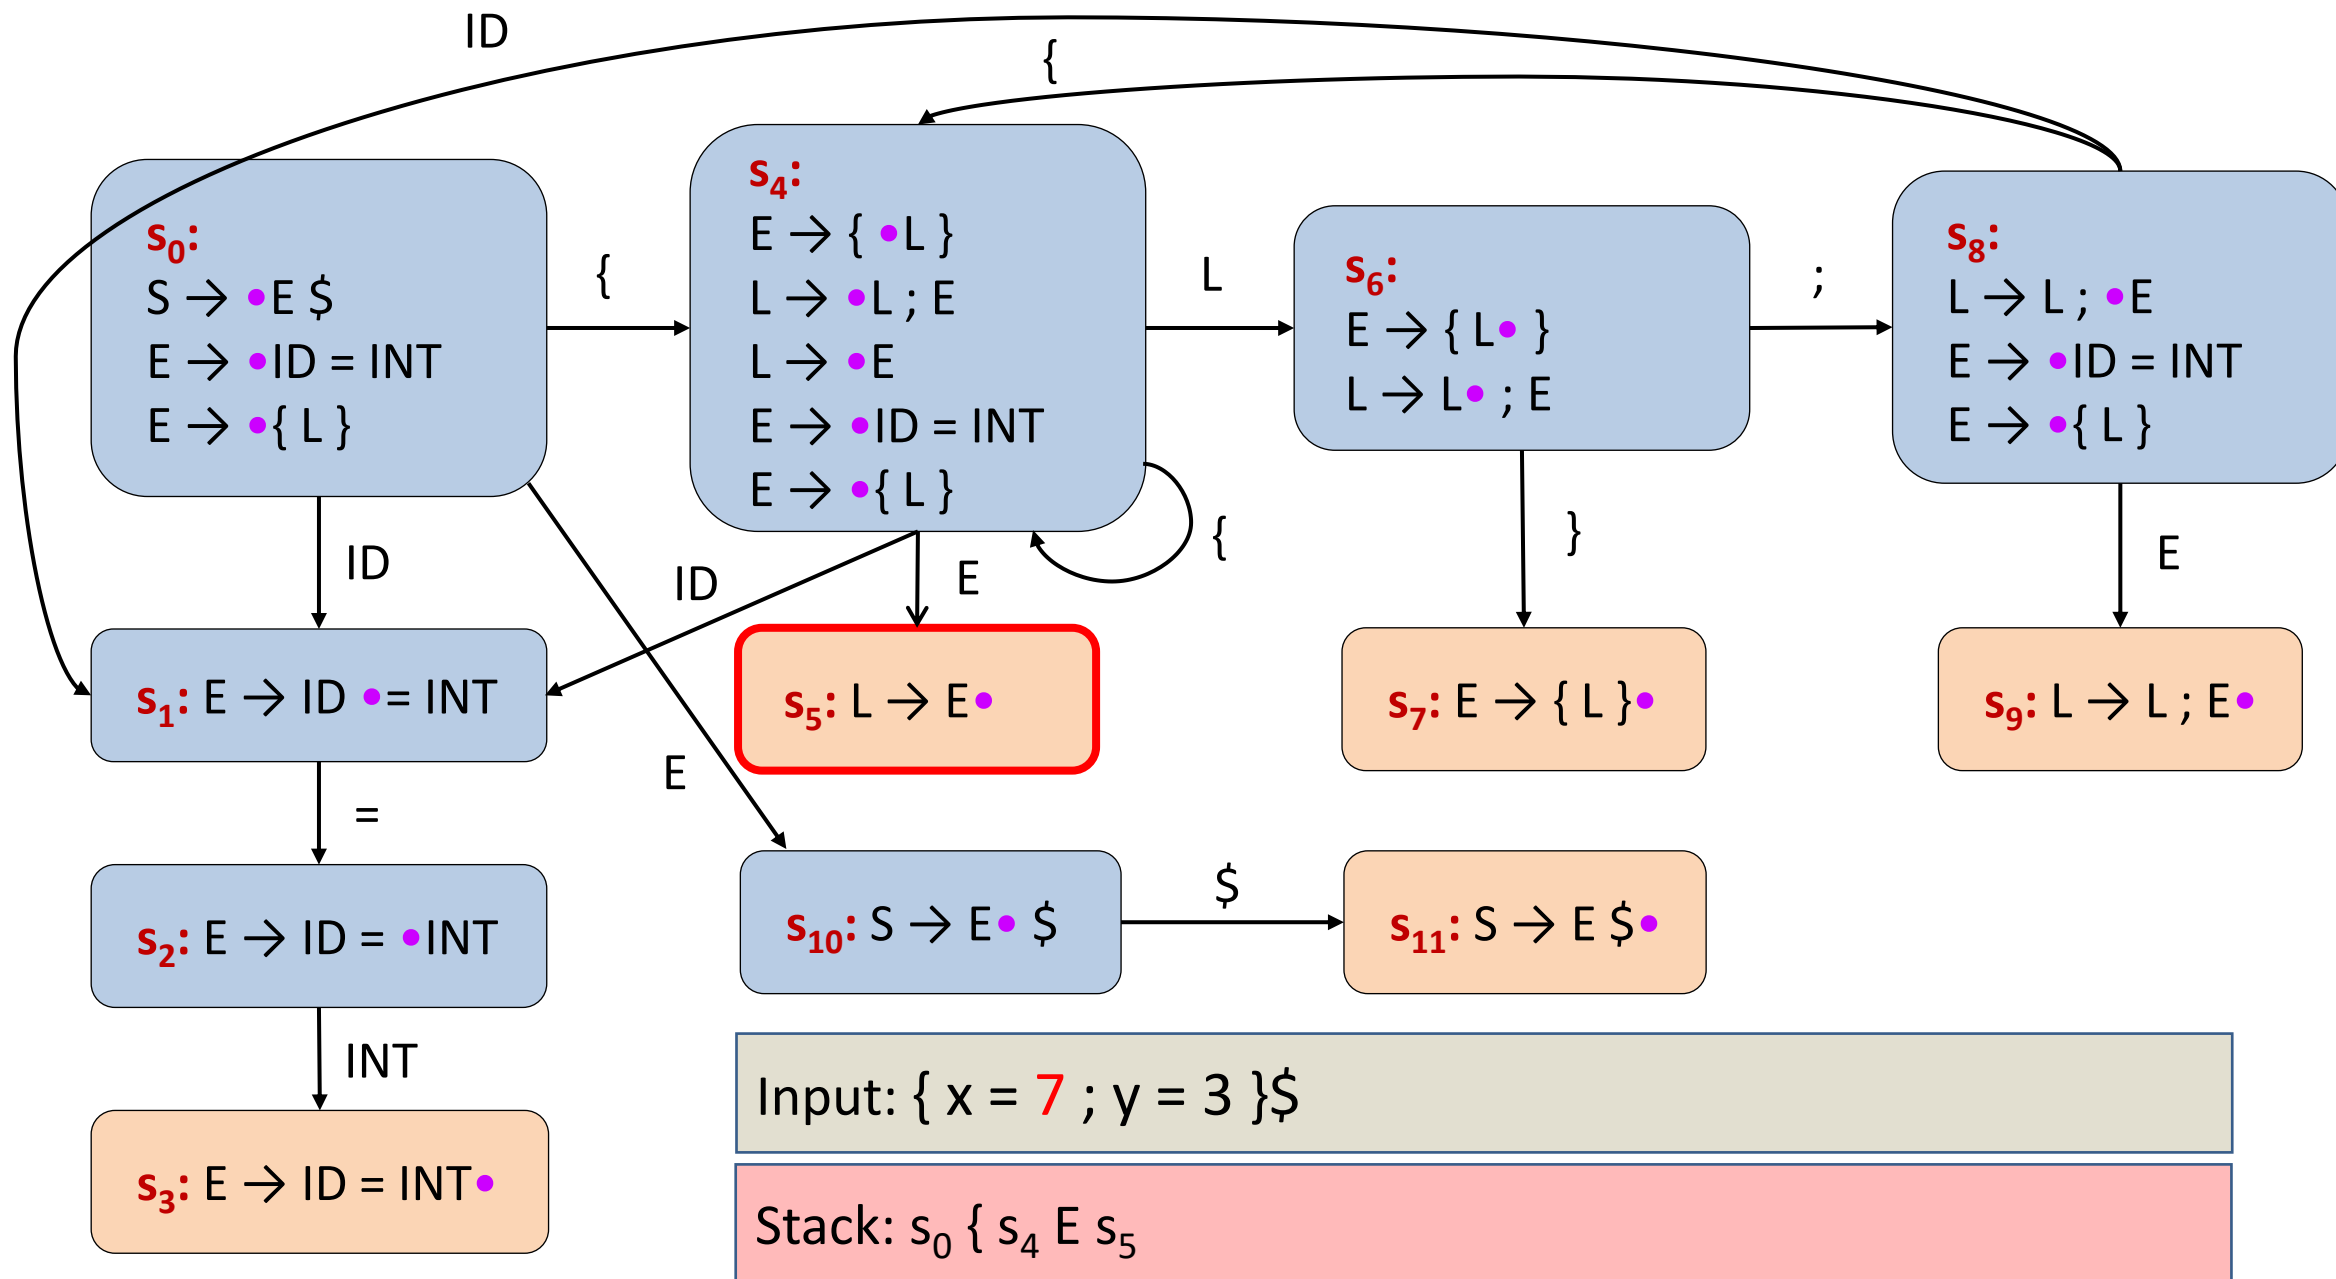 ID
{
s₀:
S → •E $
E → •ID = INT
E → •{ L }
{
s₄:
E → { •L }
L → •L ; E
L → •E
E → •ID = INT
E → •{ L }
L
s₆:
E → { L• }
L → L• ; E
;
s₈:
L → L ; •E
E → •ID = INT
E → •{ L }
ID
ID
E
{
}
E
s₁: E → ID •= INT
s₅: L → E•
s₇: E → { L }•
s₉: L → L ; E•
E
=
s₂: E → ID = •INT
s₁₀: S → E• $
$
s₁₁: S → E $•
INT
s₃: E → ID = INT•
Input: { x = 7 ; y = 3 }$
Stack: s₀ { s₄ E s₅